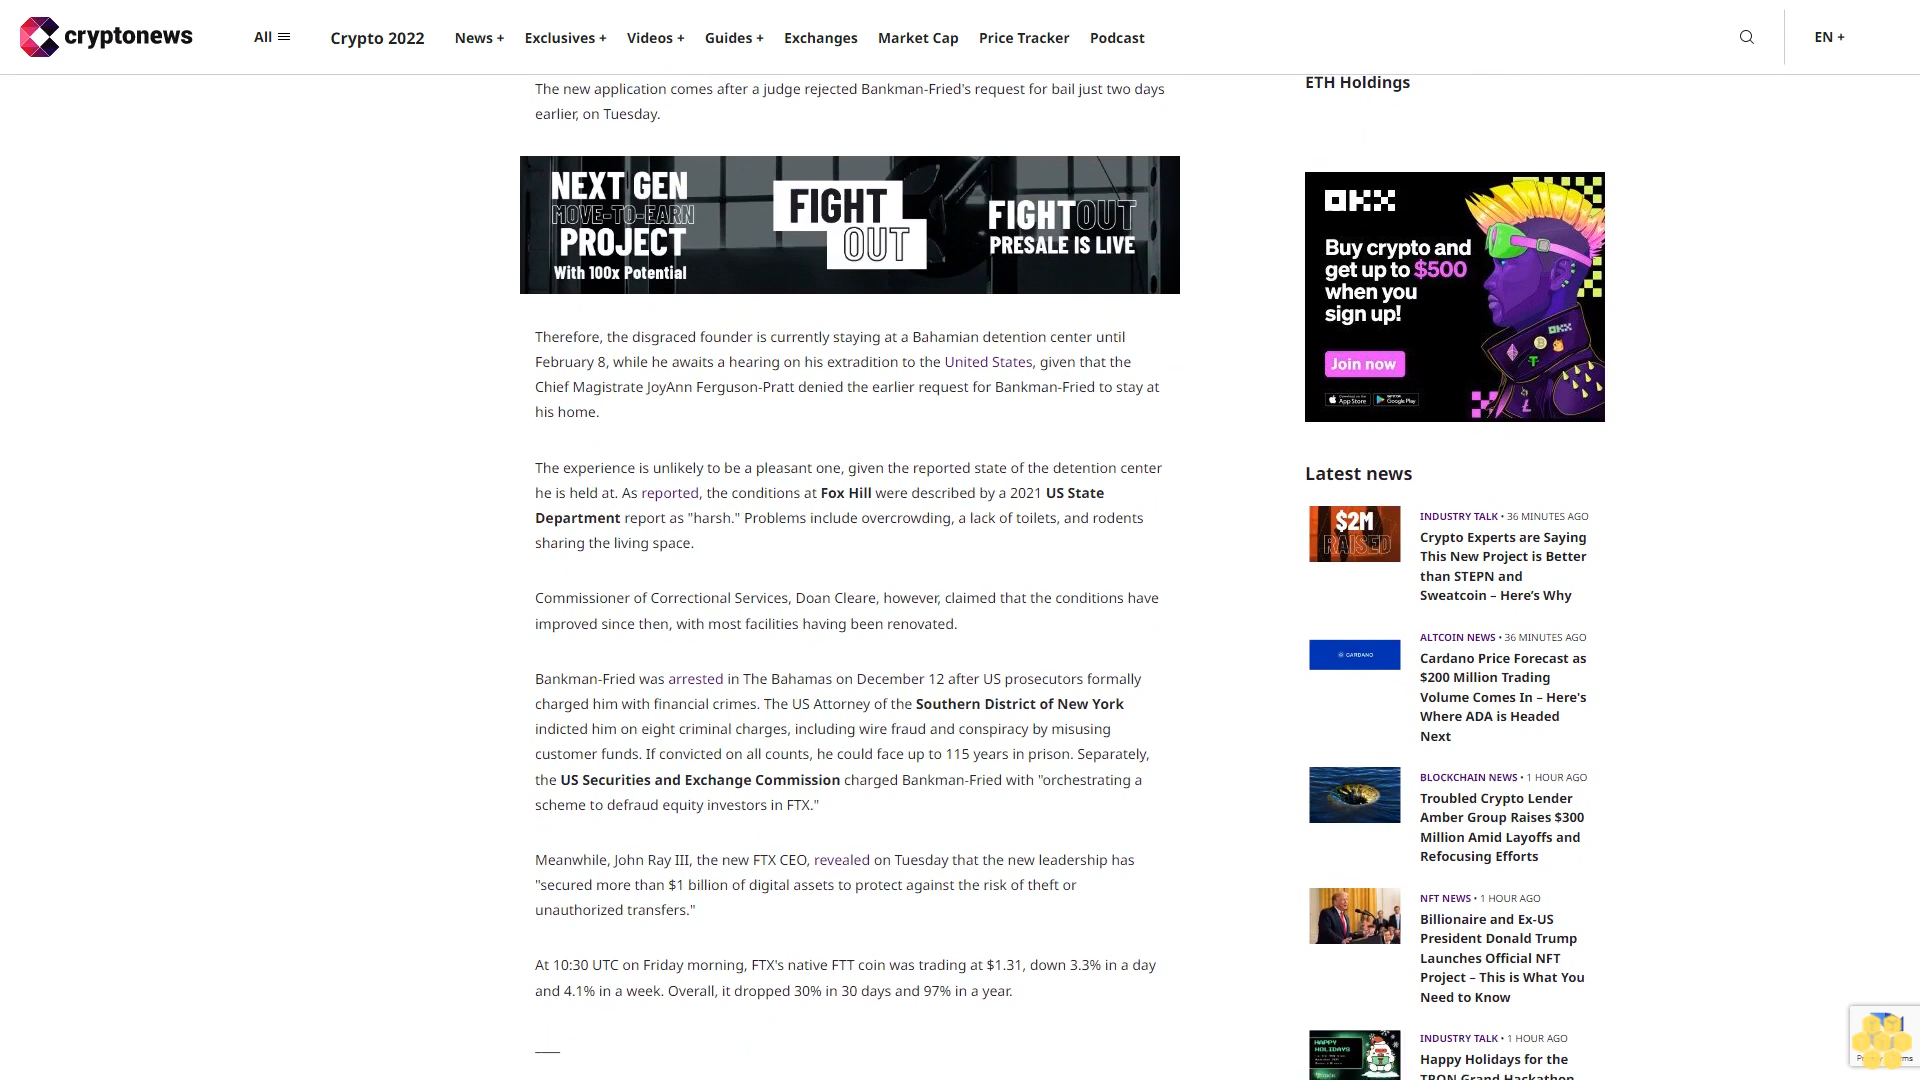 cryptonews
All
Crypto 2022
News +
Exclusives +
Videos +
Guides +
Exchanges
Market Cap
Price Tracker
Podcast
EN +
The new application comes after a judge rejected Bankman-Fried's request for bail just two days
earlier, on Tuesday.
NEXT GEN
MOVE-TO-EARN
PROJECT
With 100x Potential
FIGHT
OUT
FIGHTOUT
PRESALE IS LIVE
Therefore, the disgraced founder is currently staying at a Bahamian detention center until
February 8, while he awaits a hearing on his extradition to the United States, given that the
Chief Magistrate JoyAnn Ferguson-Pratt denied the earlier request for Bankman-Fried to stay at
his home.
The experience is unlikely to be a pleasant one, given the reported state of the detention center
he is held at. As reported, the conditions at Fox Hill were described by a 2021 US State
Department report as "harsh." Problems include overcrowding, a lack of toilets, and rodents
sharing the living space.
Commissioner of Correctional Services, Doan Cleare, however, claimed that the conditions have
improved since then, with most facilities having been renovated.
Bankman-Fried was arrested in The Bahamas on December 12 after US prosecutors formally
charged him with financial crimes. The US Attorney of the Southern District of New York
indicted him on eight criminal charges, including wire fraud and conspiracy by misusing
customer funds. If convicted on all counts, he could face up to 115 years in prison. Separately,
the US Securities and Exchange Commission charged Bankman-Fried with "orchestrating a
scheme to defraud equity investors in FTX."
Meanwhile, John Ray III, the new FTX CEO, revealed on Tuesday that the new leadership has
"secured more than $1 billion of digital assets to protect against the risk of theft or
unauthorized transfers."
At 10:30 UTC on Friday morning, FTX's native FTT coin was trading at $1.31, down 3.3% in a day
and 4.1% in a week. Overall, it dropped 30% in 30 days and 97% in a year.
____
ETH Holdings
OKX
Buy crypto and
get up to $500
when you
sign up!
Join now
App Store
Google Play
OKX
Latest news
$2M
RAISED
INDUSTRY TALK • 36 MINUTES AGO
Crypto Experts are Saying
This New Project is Better
than STEPN and
Sweatcoin – Here's Why
CARDANO
ALTCOIN NEWS • 36 MINUTES AGO
Cardano Price Forecast as
$200 Million Trading
Volume Comes In – Here's
Where ADA is Headed
Next
BLOCKCHAIN NEWS • 1 HOUR AGO
Troubled Crypto Lender
Amber Group Raises $300
Million Amid Layoffs and
Refocusing Efforts
NFT NEWS • 1 HOUR AGO
Billionaire and Ex-US
President Donald Trump
Launches Official NFT
Project – This is What You
Need to Know
HAPPY
HOLIDAYS
INDUSTRY TALK • 1 HOUR AGO
Happy Holidays for the
TRON Grand Hackathon